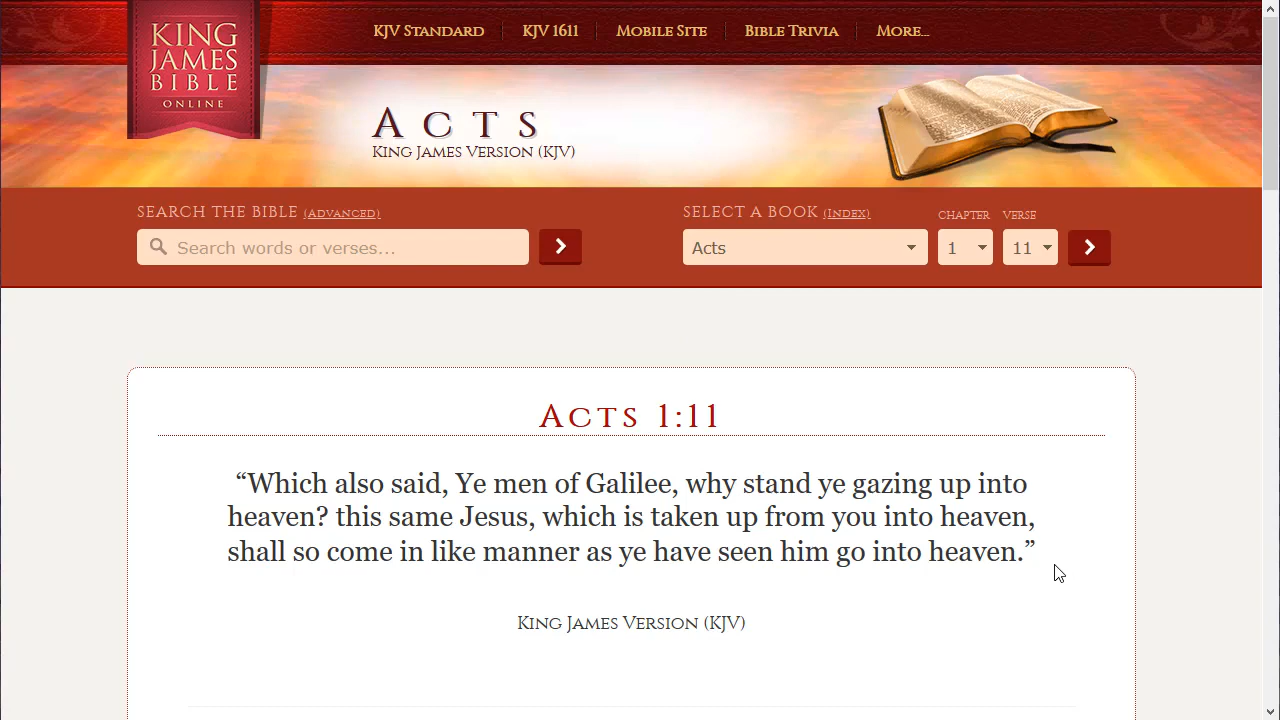 KING
JAMES
BIBLE
ONLINE
KJV Standard
KJV 1611
Mobile Site
Bible Trivia
More...
Acts
King James Version (KJV)
SEARCH THE BIBLE (Advanced)
Search words or verses...
SELECT A BOOK (Index)
CHAPTER
VERSE
Acts
1
11
Acts 1:11
“Which also said, Ye men of Galilee, why stand ye gazing up into
heaven? this same Jesus, which is taken up from you into heaven,
shall so come in like manner as ye have seen him go into heaven.”
King James Version (KJV)